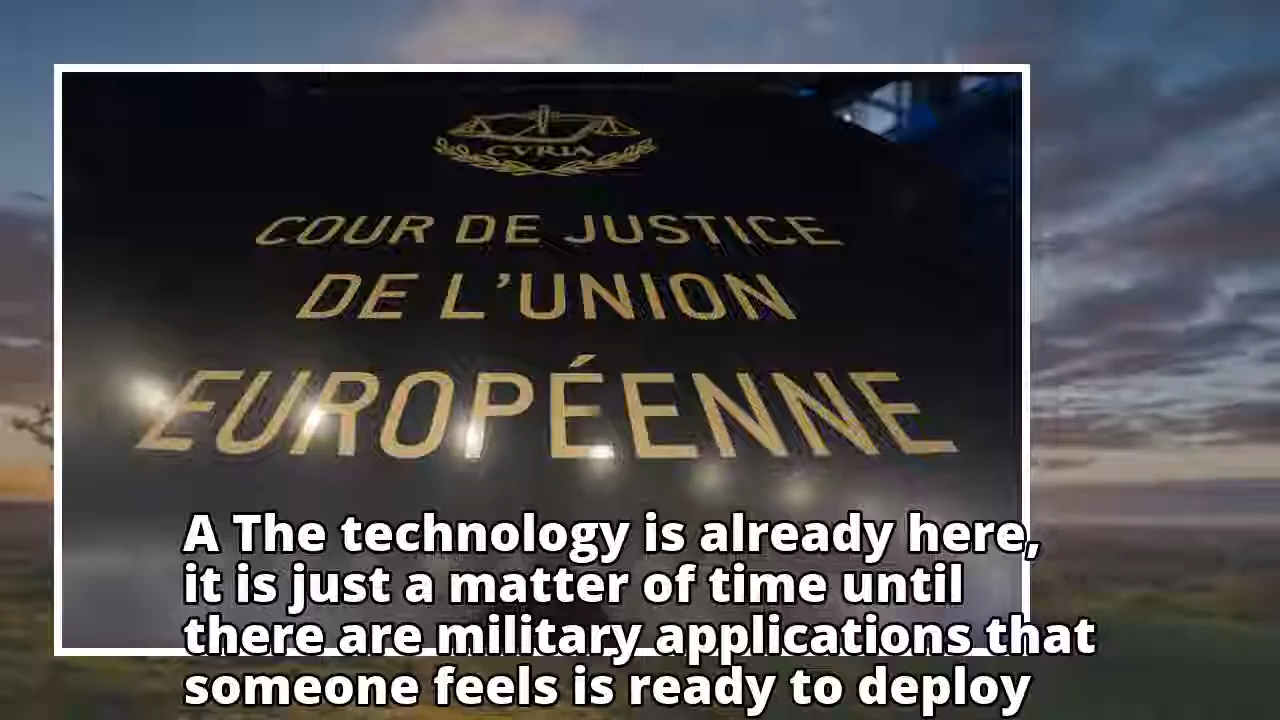 CVRIA
COUR DE JUSTICE
DE L'UNION
EUROPÉENNE
A The technology is already here,
it is just a matter of time until
there are military applications that
someone feels is ready to deploy